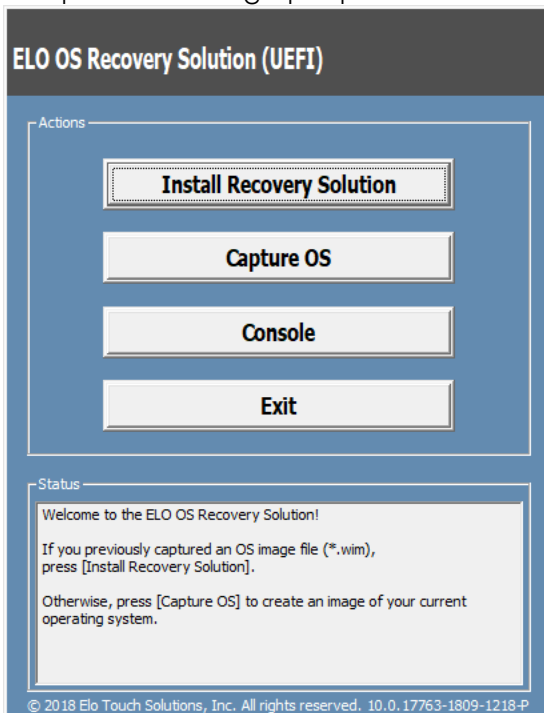 ELO OS Recovery Solution (UEFI)
Actions
Install Recovery Solution
Capture OS
Console
Exit
Status
Welcome to the ELO OS Recovery Solution!
If you previously captured an OS image file (*.wim),
press [Install Recovery Solution].
Otherwise, press [Capture OS] to create an image of your current
operating system.
© 2018 Elo Touch Solutions, Inc. All rights reserved. 10.0.17763-1809-1218-P